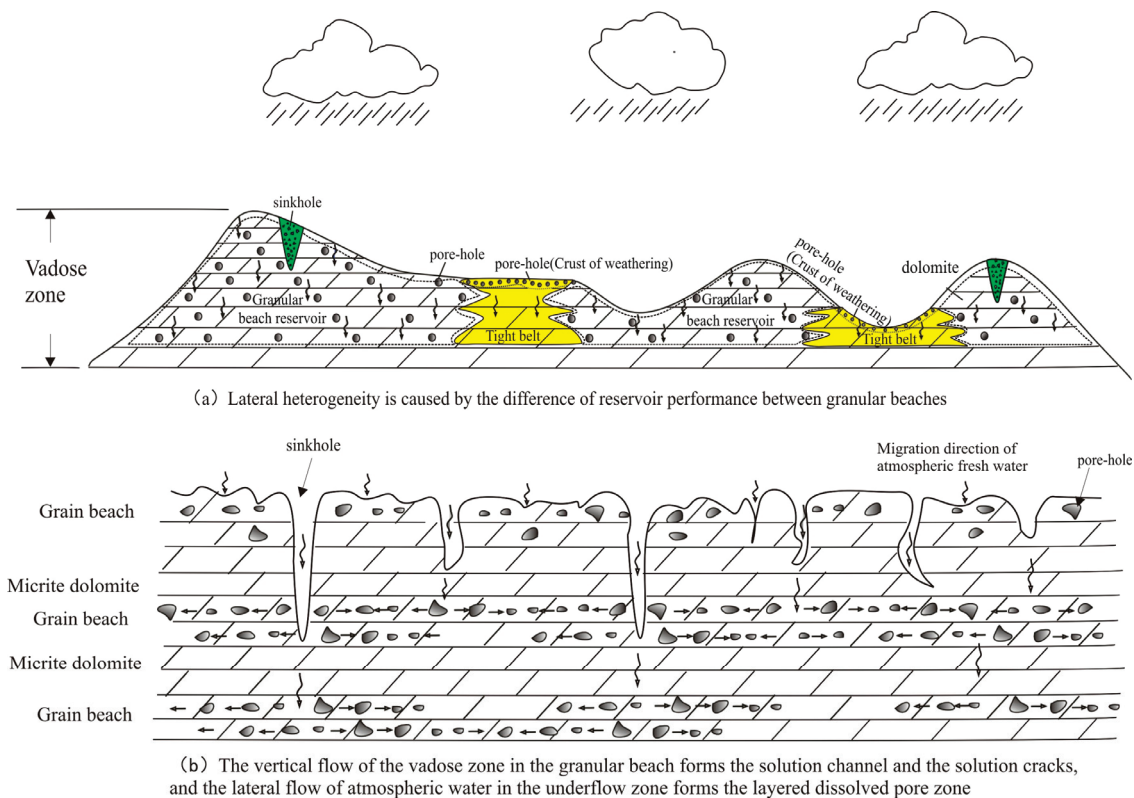 sinkhole
Vadose
zone
pore-hole
pore-hole(Crust of weathering)
pore-hole
(Crust of weathering)
dolomite
Granular
beach reservoir
Granular
beach reservoir
Tight belt
Tight belt
（a）Lateral heterogeneity is caused by the difference of reservoir performance between granular beaches
sinkhole
Migration direction of
atmospheric fresh water
pore-hole
Grain beach
Micrite dolomite
Grain beach
Micrite dolomite
Grain beach
（b）The vertical flow of the vadose zone in the granular beach forms the solution channel and the solution cracks,
and the lateral flow of atmospheric water in the underflow zone forms the layered dissolved pore zone